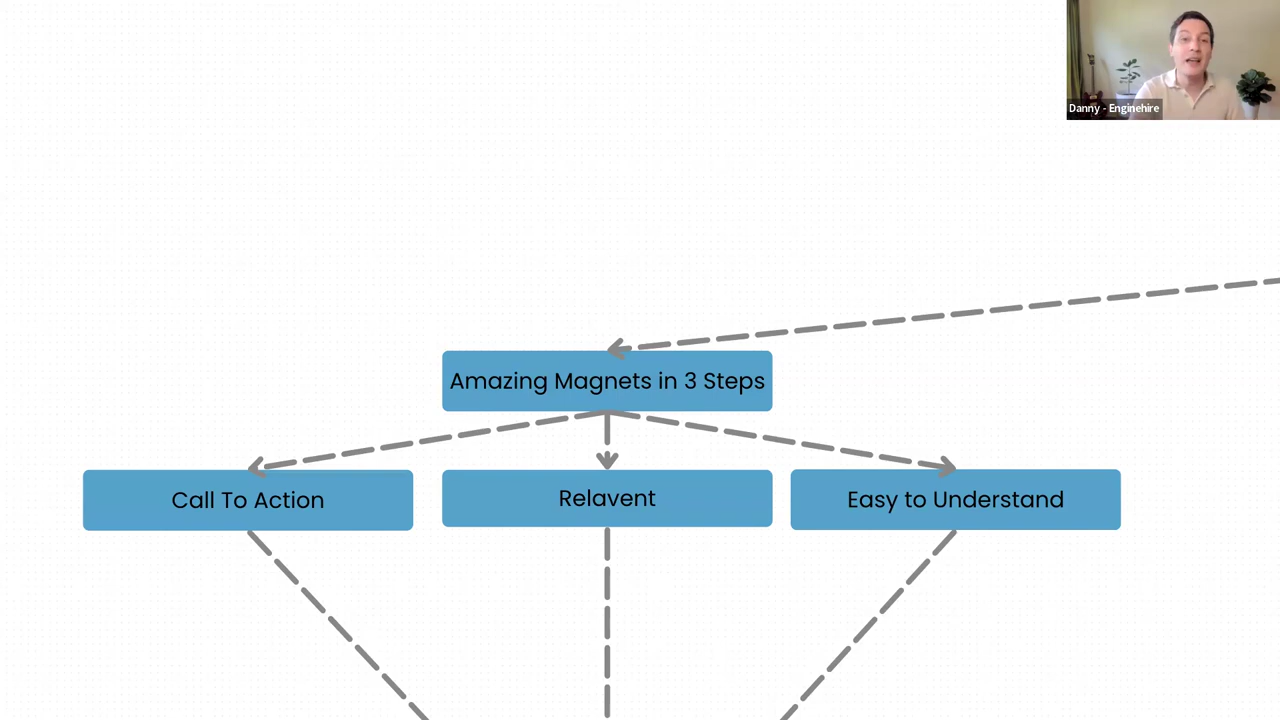 Danny - Enginehire
Amazing Magnets in 3 Steps
Call To Action
Relavent
Easy to Understand